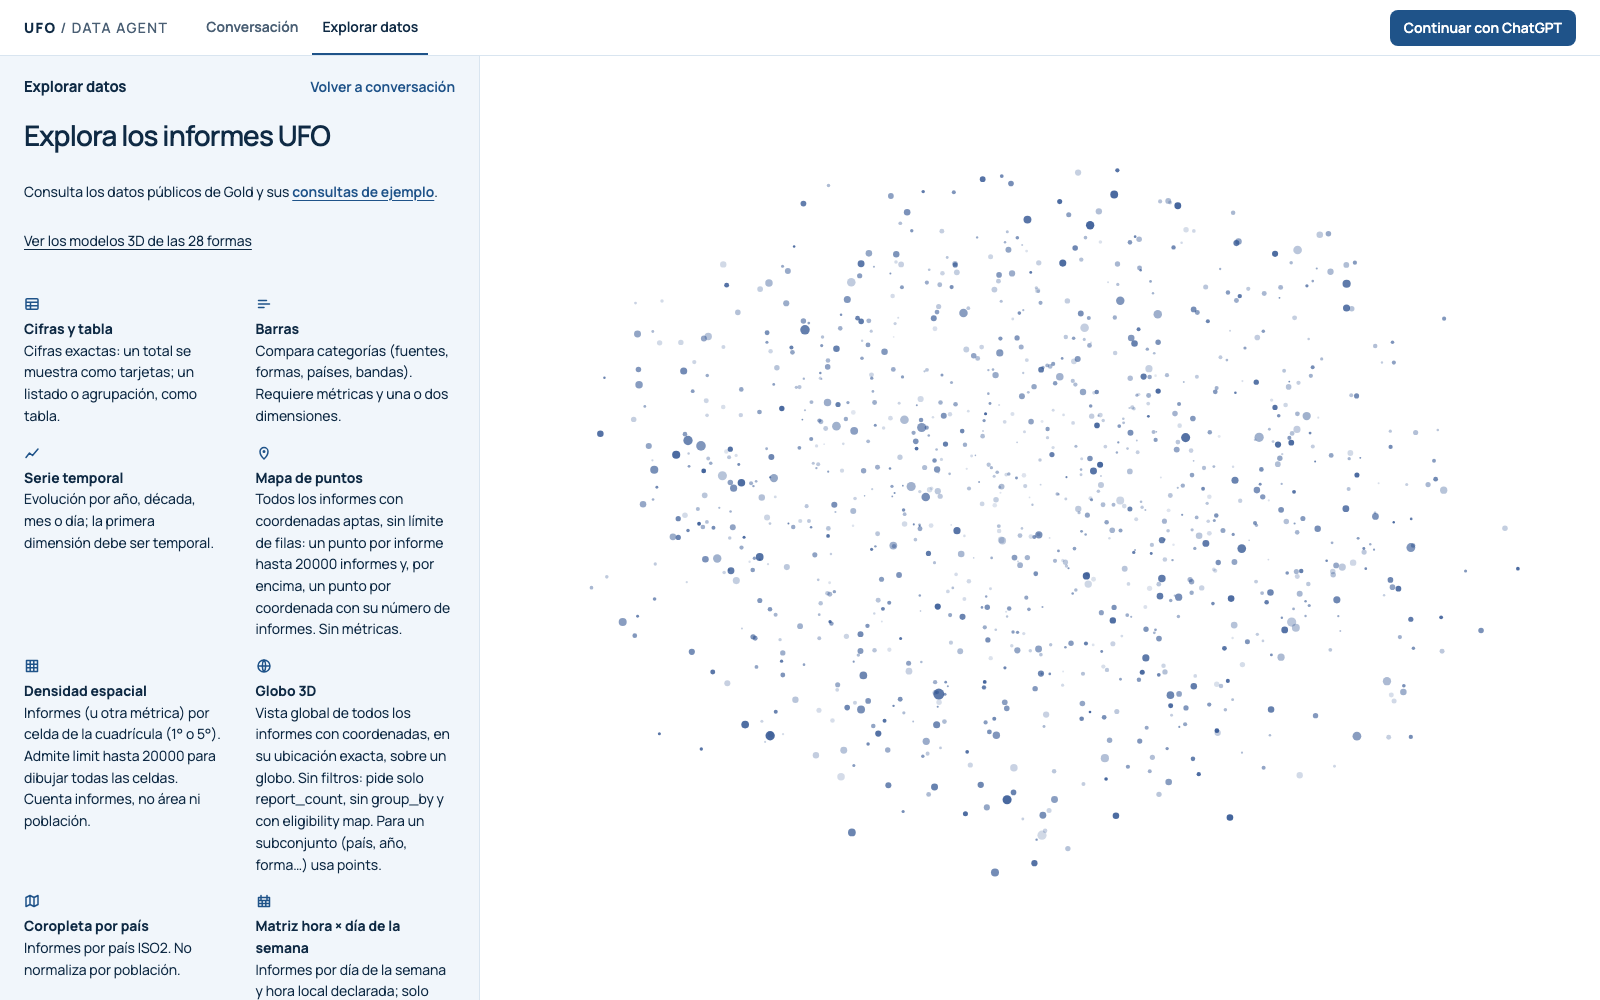 UFO / DATA AGENT
Conversación
Explorar datos
Continuar con ChatGPT
Explorar datos
Volver a conversación
Explora los informes UFO
Consulta los datos públicos de Gold y sus consultas de ejemplo.
Ver los modelos 3D de las 28 formas
Cifras y tabla
Cifras exactas: un total se
muestra como tarjetas; un
listado o agrupación, como
tabla.
Barras
Compara categorías (fuentes,
formas, países, bandas).
Requiere métricas y una o dos
dimensiones.
Serie temporal
Evolución por año, década,
mes o día; la primera
dimensión debe ser temporal.
Mapa de puntos
Todos los informes con
coordenadas aptas, sin límite
de filas: un punto por informe
hasta 20000 informes y, por
encima, un punto por
coordenada con su número de
informes. Sin métricas.
Densidad espacial
Informes (u otra métrica) por
celda de la cuadrícula (1° o 5°).
Admite limit hasta 20000 para
dibujar todas las celdas.
Cuenta informes, no área ni
población.
Globo 3D
Vista global de todos los
informes con coordenadas, en
su ubicación exacta, sobre un
globo. Sin filtros: pide solo
report_count, sin group_by y
con eligibility map. Para un
subconjunto (país, año,
forma…) usa points.
Coropleta por país
Informes por país ISO2. No
normaliza por población.
Matriz hora × día de la
semana
Informes por día de la semana
y hora local declarada; solo